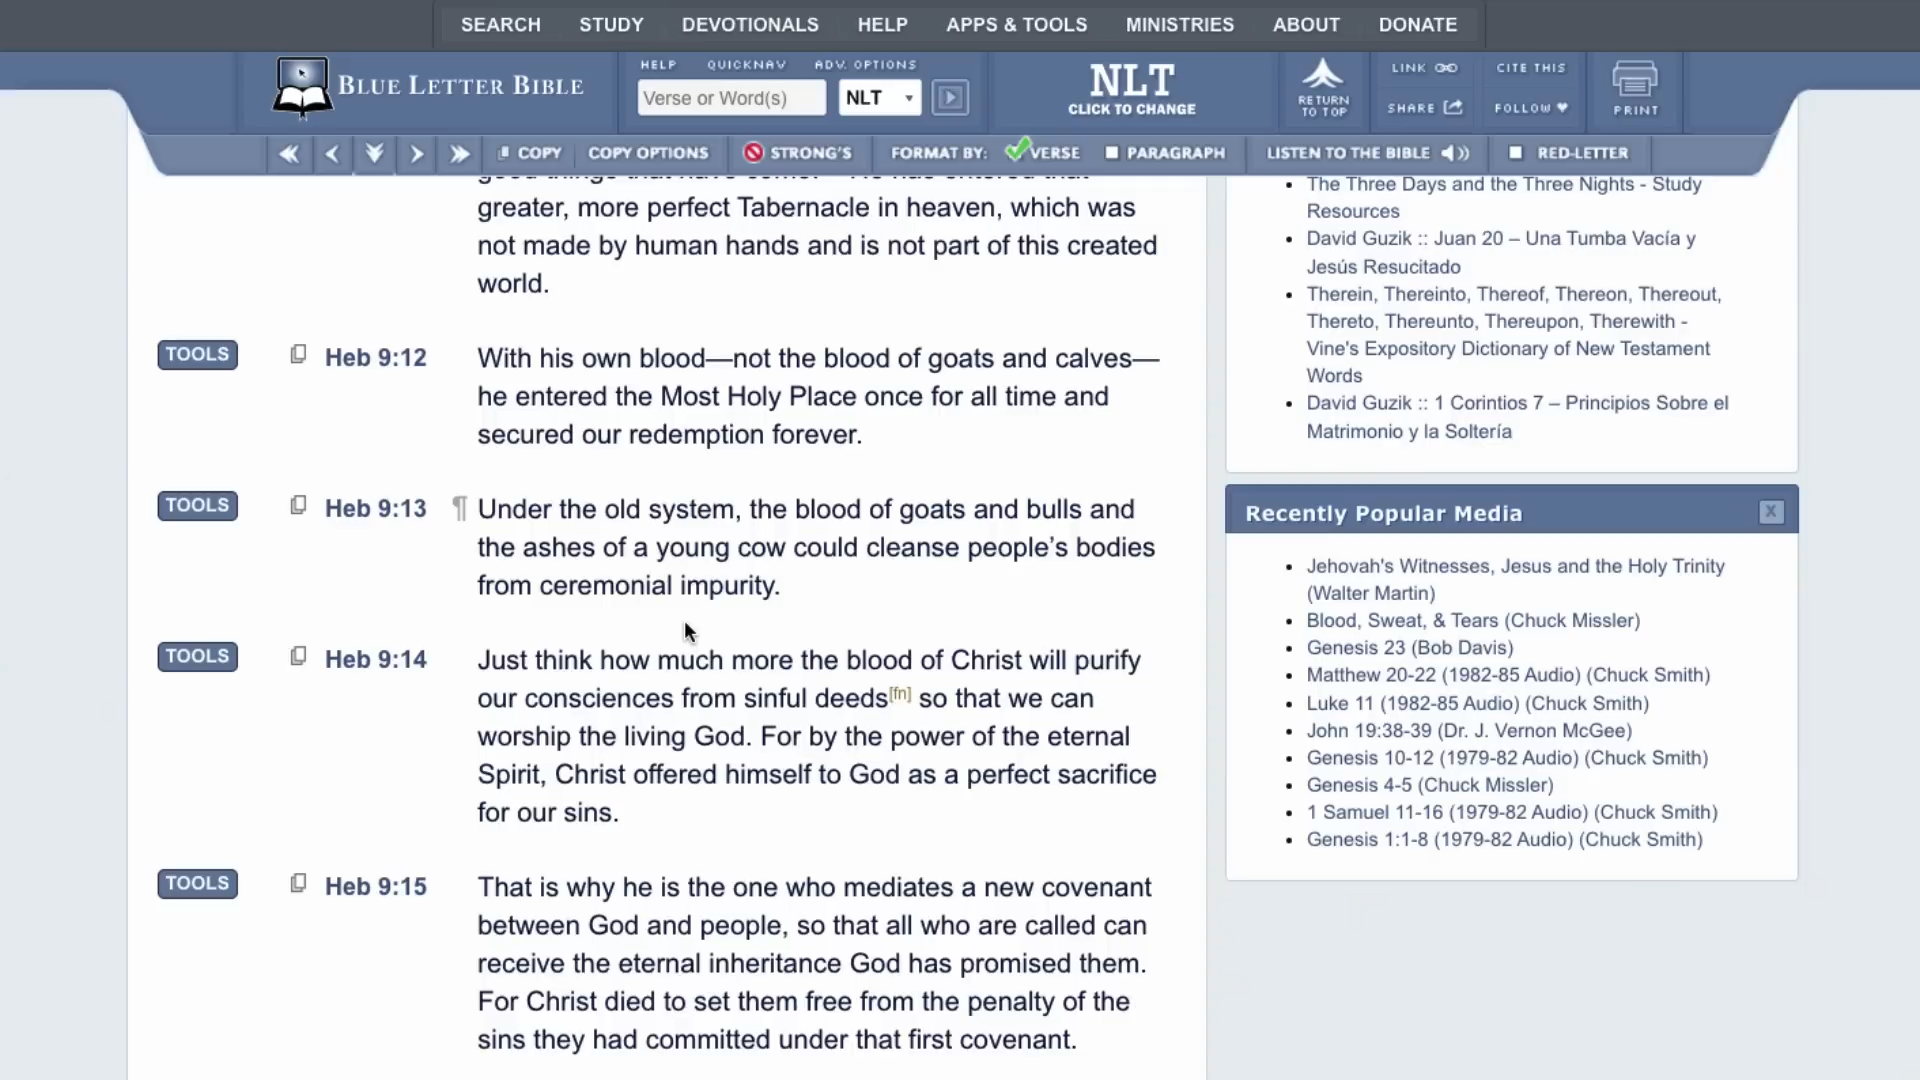 SEARCH STUDY DEVOTIONALS HELP APPS & TOOLS MINISTRIES ABOUT DONATE
BLUE LETTER BIBLE
HELP QUICKNAV ADV. OPTIONS
Verse or Word(s) NLT
NLT
CLICK TO CHANGE
RETURN
TO TOP
LINK CITE THIS
SHARE FOLLOW
PRINT
COPY COPY OPTIONS STRONG'S FORMAT BY: VERSE PARAGRAPH LISTEN TO THE BIBLE RED-LETTER
good things that have come. He has entered that
greater, more perfect Tabernacle in heaven, which was
not made by human hands and is not part of this created
world.
TOOLS Heb 9:12 With his own blood—not the blood of goats and calves—
he entered the Most Holy Place once for all time and
secured our redemption forever.
TOOLS Heb 9:13 ¶ Under the old system, the blood of goats and bulls and
the ashes of a young cow could cleanse people’s bodies
from ceremonial impurity.
TOOLS Heb 9:14 Just think how much more the blood of Christ will purify
our consciences from sinful deeds[fn] so that we can
worship the living God. For by the power of the eternal
Spirit, Christ offered himself to God as a perfect sacrifice
for our sins.
TOOLS Heb 9:15 That is why he is the one who mediates a new covenant
between God and people, so that all who are called can
receive the eternal inheritance God has promised them.
For Christ died to set them free from the penalty of the
sins they had committed under that first covenant.
• The Three Days and the Three Nights - Study
Resources
• David Guzik :: Juan 20 – Una Tumba Vacía y
Jesús Resucitado
• Therein, Thereinto, Thereof, Thereon, Thereout,
Thereto, Thereunto, Thereupon, Therewith -
Vine's Expository Dictionary of New Testament
Words
• David Guzik :: 1 Corintios 7 – Principios Sobre el
Matrimonio y la Soltería
Recently Popular Media X
• Jehovah's Witnesses, Jesus and the Holy Trinity
(Walter Martin)
• Blood, Sweat, & Tears (Chuck Missler)
• Genesis 23 (Bob Davis)
• Matthew 20-22 (1982-85 Audio) (Chuck Smith)
• Luke 11 (1982-85 Audio) (Chuck Smith)
• John 19:38-39 (Dr. J. Vernon McGee)
• Genesis 10-12 (1979-82 Audio) (Chuck Smith)
• Genesis 4-5 (Chuck Missler)
• 1 Samuel 11-16 (1979-82 Audio) (Chuck Smith)
• Genesis 1:1-8 (1979-82 Audio) (Chuck Smith)